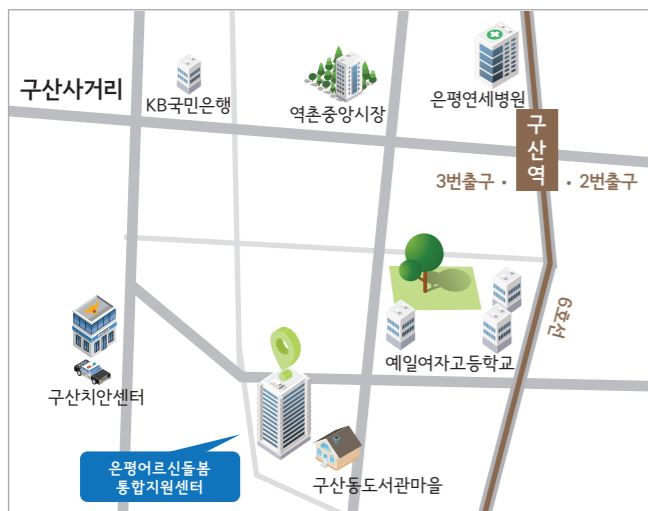 구산사거리
KB국민은행
역촌중앙시장
은평연세병원
구산역
3번출구 ·
· 2번출구
6호선
예일여자고등학교
구산치안센터
은평어르신돌봄
통합지원센터
구산동도서관마을